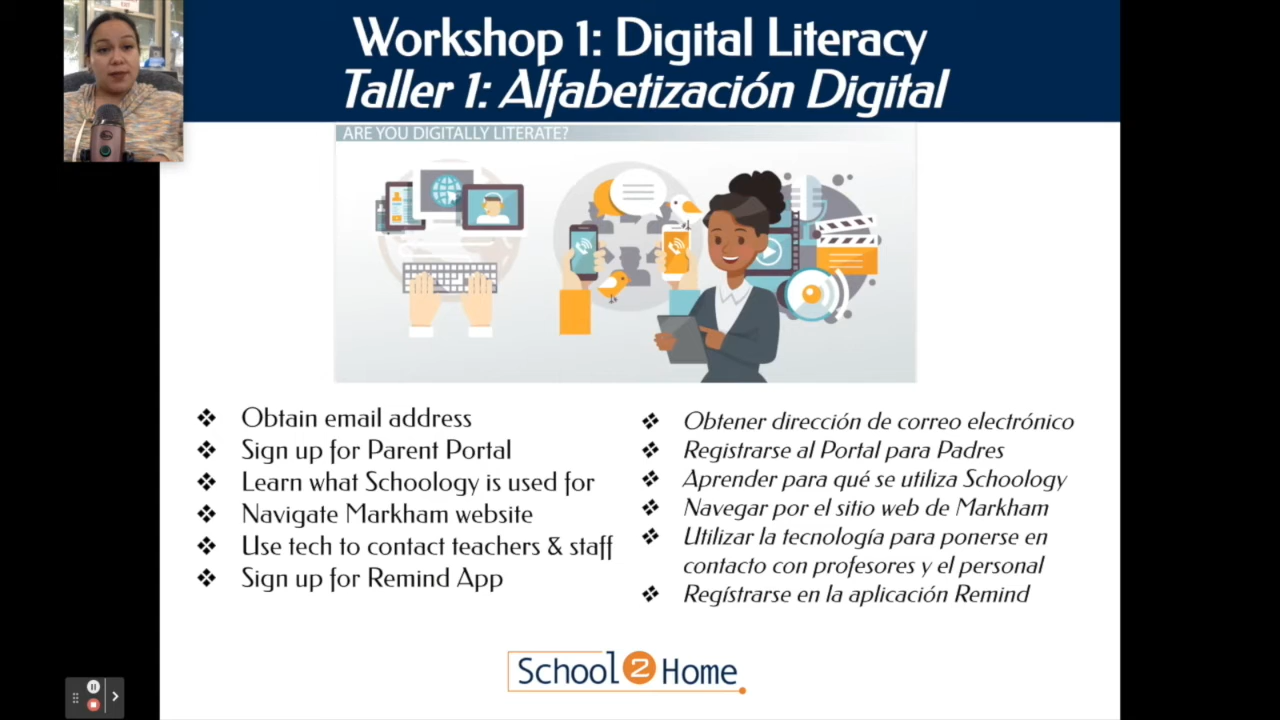 Workshop 1: Digital Literacy
Taller 1: Alfabetización Digital
ARE YOU DIGITALLY LITERATE?
Obtain email address
Sign up for Parent Portal
Learn what Schoology is used for
Navigate Markham website
Use tech to contact teachers & staff
Sign up for Remind App
Obtener dirección de correo electrónico
Registrarse al Portal para Padres
Aprender para qué se utiliza Schoology
Navegar por el sitio web de Markham
Utilizar la tecnología para ponerse en
contacto con profesores y el personal
Regístrarse en la aplicación Remind
School 2 Home